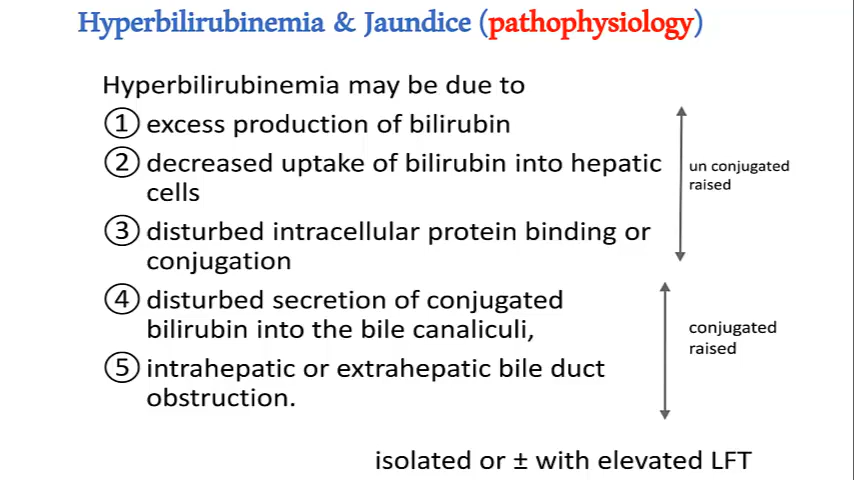 Hyperbilirubinemia & Jaundice (pathophysiology)
Hyperbilirubinemia may be due to
① excess production of bilirubin
② decreased uptake of bilirubin into hepatic
cells
③ disturbed intracellular protein binding or
conjugation
un conjugated
raised
④ disturbed secretion of conjugated
bilirubin into the bile canaliculi,
⑤ intrahepatic or extrahepatic bile duct
obstruction.
conjugated
raised
isolated or ± with elevated LFT